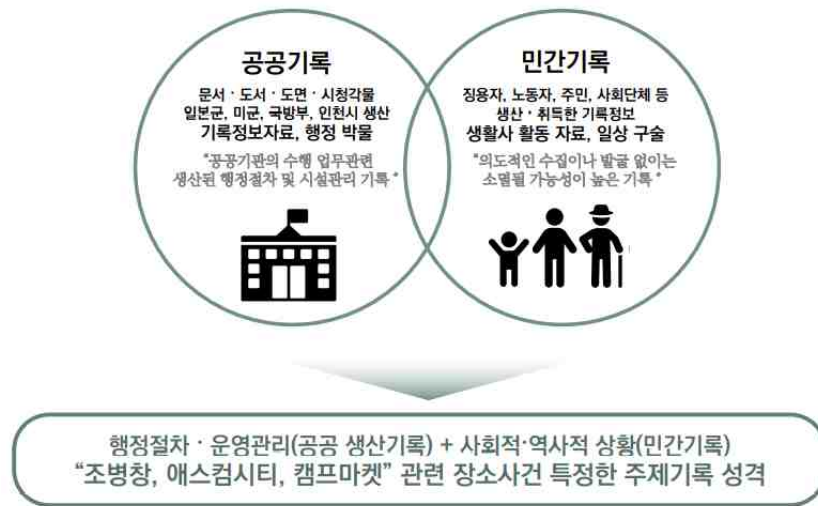 공공기록
문서 · 도서 · 도면 · 시청각물
일본군, 미군, 국방부, 인천시 생산
기록정보자료, 행정 박물
"공공기관의 수행 업무관련
생산된 행정절차 및 시설관리 기록"
민간기록
징용자, 노동자, 주민, 사회단체 등
생산 · 취득한 기록정보
생활사 활동 자료, 일상 구술
"의도적인 수집이나 발굴 없이는
소멸될 가능성이 높은 기록"
행정절차 · 운영관리(공공 생산기록) + 사회적·역사적 상황(민간기록)
“조병창, 애스컴시티, 캠프마켓” 관련 장소사건 특정한 주제기록 성격